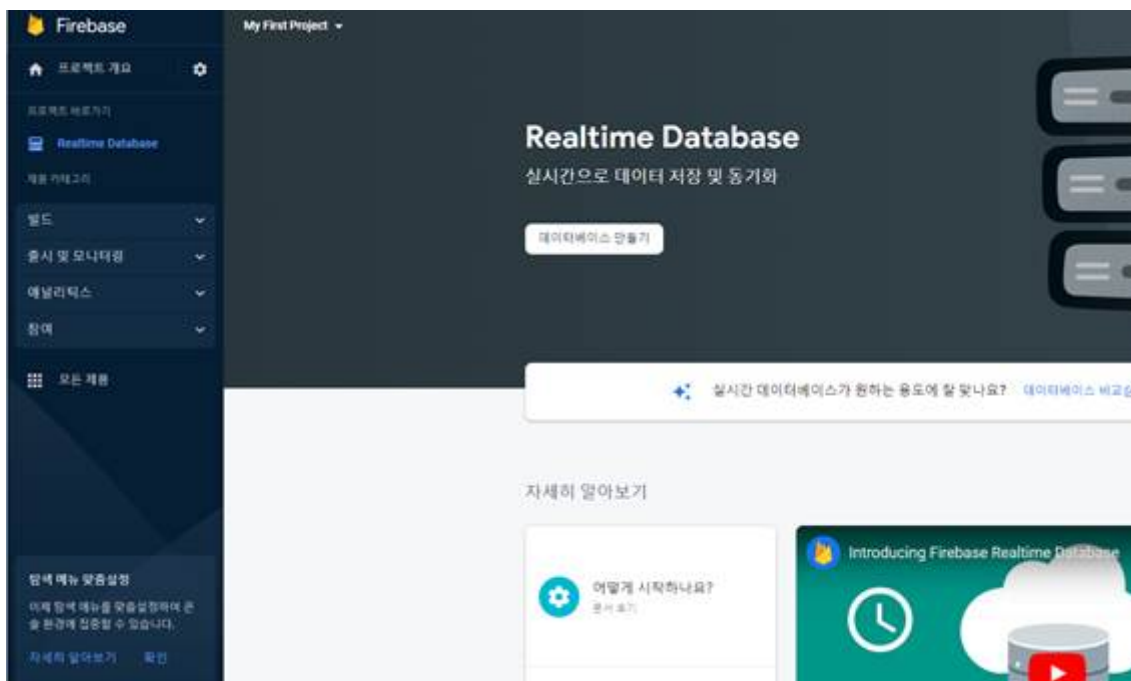 Firebase
My First Project
프로젝트 개요
프로젝트 바로가기
Realtime Database
제품 카테고리
빌드
출시 및 모니터링
애널리틱스
참여
모든 제품
탐색 메뉴 맞춤설정
이제 탐색 메뉴를 맞춤설정하여 콘
솔 환경에 집중할 수 있습니다.
자세히 알아보기 확인
Realtime Database
실시간으로 데이터 저장 및 동기화
데이터베이스 만들기
실시간 데이터베이스가 원하는 용도에 잘 맞나요? 데이터베이스
자세히 알아보기
어떻게 시작하나요?
문서 보기
Introducing Firebase Realtime Database